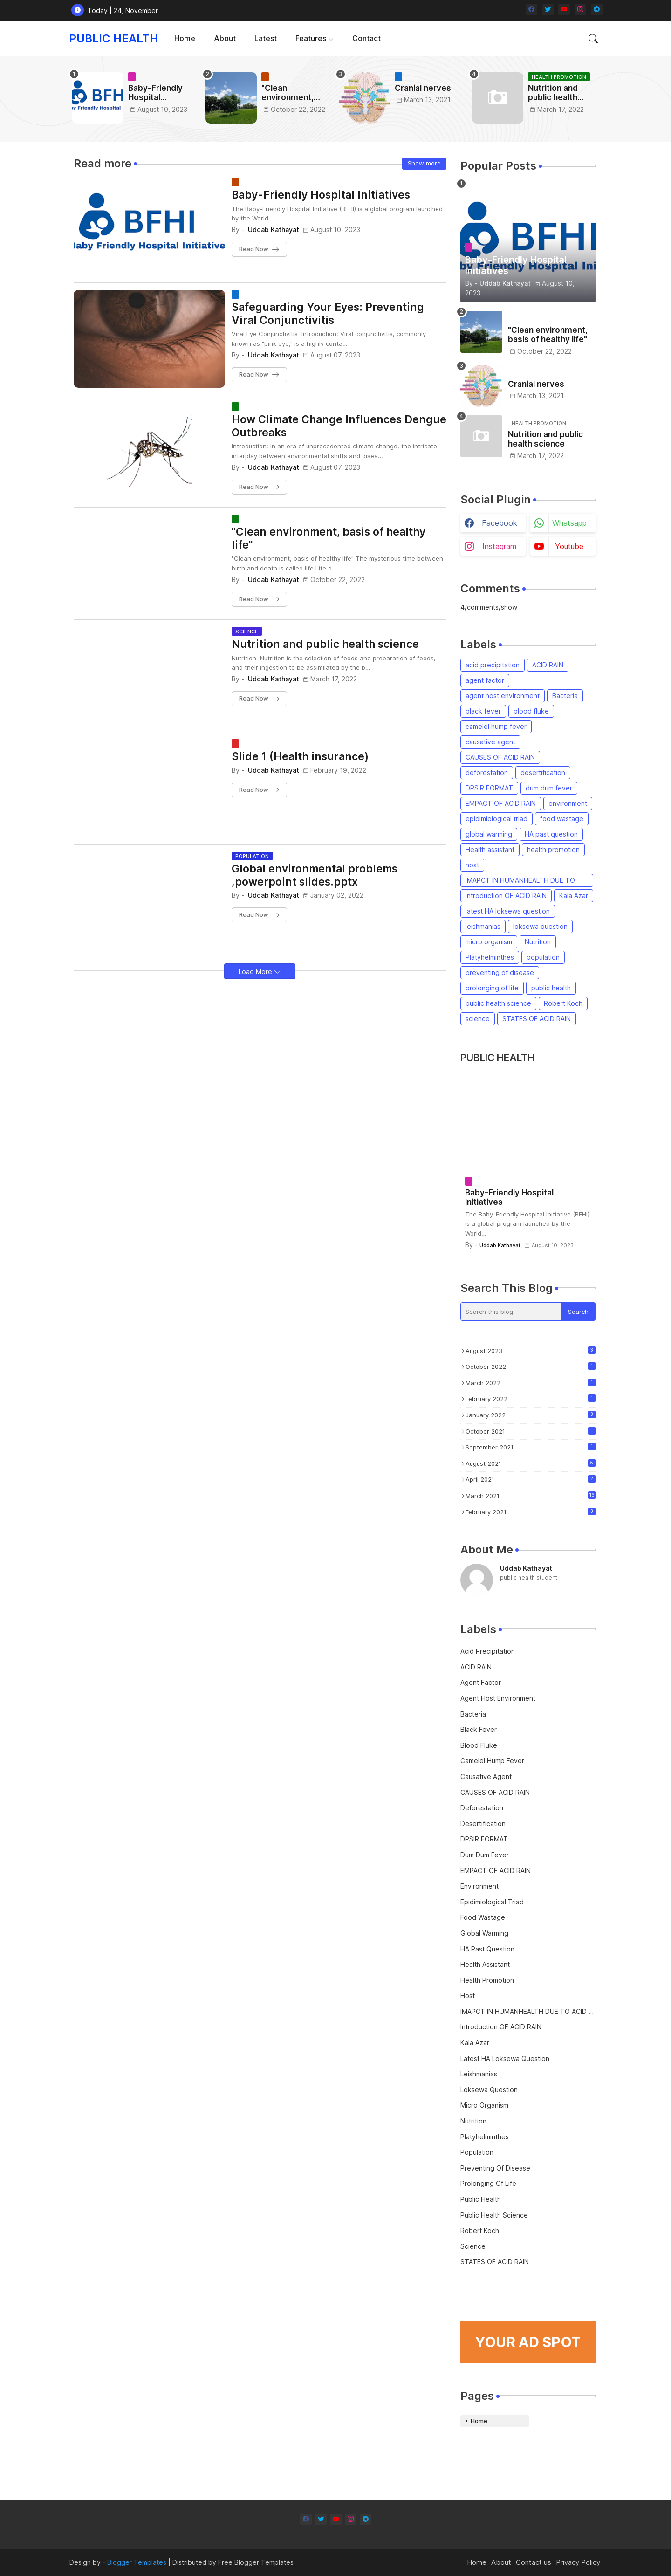 Today | 24, November
PUBLIC HEALTH
Home
About
Latest
Features
Contact
1
Baby-Friendly
Hospital...
August 10, 2023
2
"Clean
environment,...
October 22, 2022
3
Cranial nerves
March 13, 2021
4
HEALTH PROMOTION
Nutrition and
public health...
March 17, 2022
Read more
Show more
BFHI
Baby Friendly Hospital Initiative
Baby-Friendly Hospital Initiatives
The Baby-Friendly Hospital Initiative (BFHI) is a global program launched
by the World...
By - Uddab Kathayat August 10, 2023
Read Now
Safeguarding Your Eyes: Preventing
Viral Conjunctivitis
Viral Eye Conjunctivitis Introduction: Viral conjunctivitis, commonly
known as "pink eye," is a highly conta...
By - Uddab Kathayat August 07, 2023
Read Now
How Climate Change Influences Dengue
Outbreaks
Introduction: In an era of unprecedented climate change, the intricate
interplay between environmental shifts and disea...
By - Uddab Kathayat August 07, 2023
Read Now
"Clean environment, basis of healthy
life"
"Clean environment, basis of healthy life" The mysterious time between
birth and death is called life Life d...
By - Uddab Kathayat October 22, 2022
Read Now
SCIENCE
Nutrition and public health science
Nutrition Nutrition is the selection of foods and preparation of foods,
and their ingestion to be assimilated by the b...
By - Uddab Kathayat March 17, 2022
Read Now
Slide 1 (Health insurance)
By - Uddab Kathayat February 19, 2022
Read Now
POPULATION
Global environmental problems
,powerpoint slides.pptx
By - Uddab Kathayat January 02, 2022
Read Now
Load More
Popular Posts
1
Baby-Friendly Hospital
Initiatives
By - Uddab Kathayat August 10,
2023
2
"Clean environment,
basis of healthy life"
October 22, 2022
3
Cranial nerves
March 13, 2021
4
HEALTH PROMOTION
Nutrition and public
health science
March 17, 2022
Social Plugin
Facebook
Whatsapp
Instagram
Youtube
Comments
4/comments/show
Labels
acid precipitation
ACID RAIN
agent factor
agent host environment
Bacteria
black fever
blood fluke
camelel hump fever
causative agent
CAUSES OF ACID RAIN
deforestation
desertification
DPSIR FORMAT
dum dum fever
EMPACT OF ACID RAIN
environment
epidimiological triad
food wastage
global warming
HA past question
Health assistant
health promotion
host
IMAPCT IN HUMANHEALTH DUE TO
Introduction OF ACID RAIN
Kala Azar
latest HA loksewa question
leishmanias
loksewa question
micro organism
Nutrition
Platyhelminthes
population
preventing of disease
prolonging of life
public health
public health science
Robert Koch
science
STATES OF ACID RAIN
PUBLIC HEALTH
Baby-Friendly Hospital
Initiatives
The Baby-Friendly Hospital Initiative (BFHI)
is a global program launched by the
World...
By - Uddab Kathayat August 10, 2023
Search This Blog
Search this blog
Search
August 2023 3
October 2022 1
March 2022 1
February 2022 1
January 2022 3
October 2021 1
September 2021 1
August 2021 5
April 2021 2
March 2021 16
February 2021 3
About Me
Uddab Kathayat
public health student
Labels
Acid Precipitation
ACID RAIN
Agent Factor
Agent Host Environment
Bacteria
Black Fever
Blood Fluke
Camelel Hump Fever
Causative Agent
CAUSES OF ACID RAIN
Deforestation
Desertification
DPSIR FORMAT
Dum Dum Fever
EMPACT OF ACID RAIN
Environment
Epidimiological Triad
Food Wastage
Global Warming
HA Past Question
Health Assistant
Health Promotion
Host
IMAPCT IN HUMANHEALTH DUE TO ACID ...
Introduction OF ACID RAIN
Kala Azar
Latest HA Loksewa Question
Leishmanias
Loksewa Question
Micro Organism
Nutrition
Platyhelminthes
Population
Preventing Of Disease
Prolonging Of Life
Public Health
Public Health Science
Robert Koch
Science
STATES OF ACID RAIN
YOUR AD SPOT
Pages
Home
Design by - Blogger Templates | Distributed by Free Blogger Templates
Home
About
Contact us
Privacy Policy